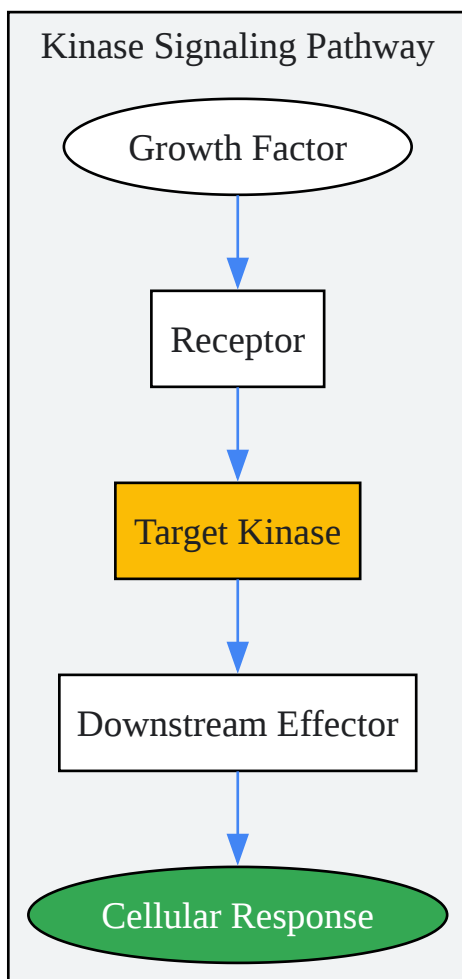 Kinase Signaling Pathway
Growth Factor
Receptor
Target Kinase
Downstream Effector
Cellular Response